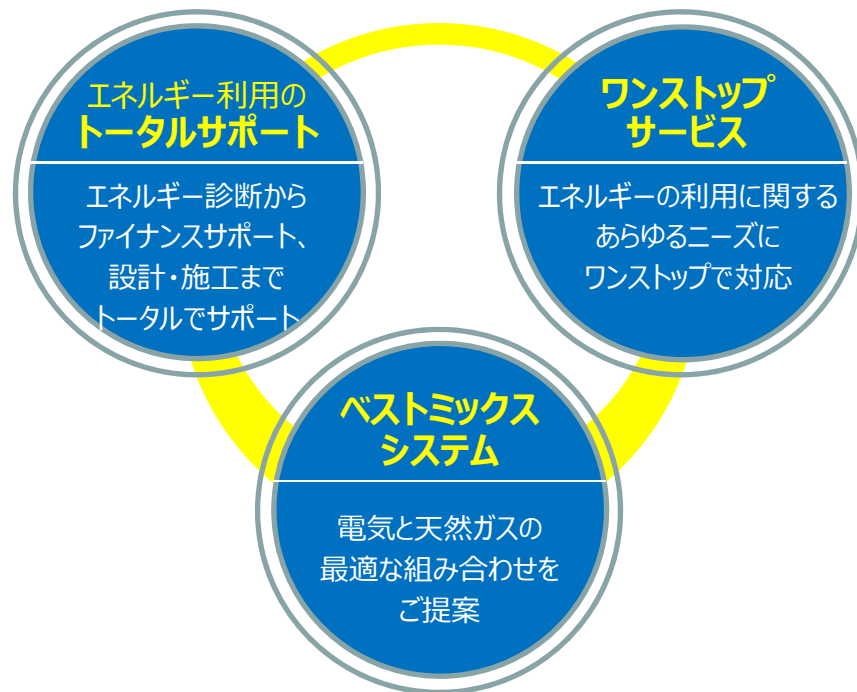 エネルギー利用の
トータルサポート
エネルギー診断から
ファイナンスサポート、
設計・施工まで
トータルでサポート
ワンストップ
サービス
エネルギーの利用に関する
あらゆるニーズに
ワンストップで対応
ベストミックス
システム
電気と天然ガスの
最適な組み合わせを
ご提案